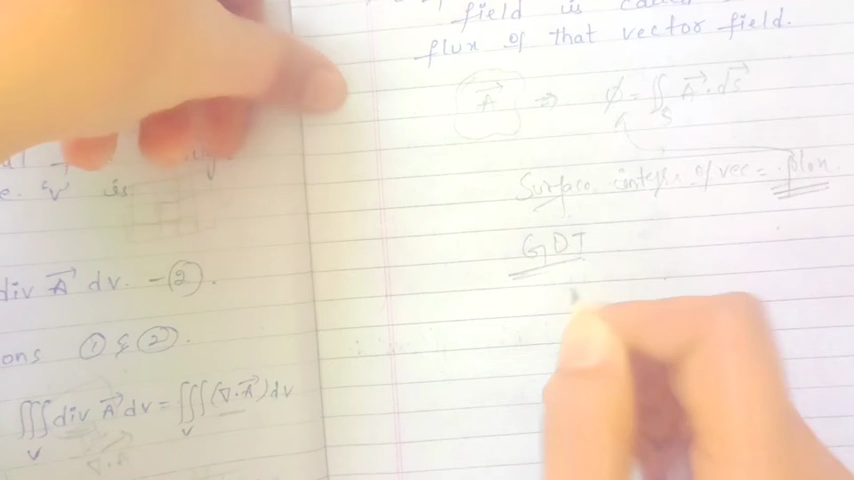 e. 'v' is
div A⃗ dv. - ②.
ons ① & ②.
∭ div A⃗ dv = ∭ (∇·A⃗) dv
v v
∇·A
field is called
flux of that vector field.
A⃗ ⇒ ϕ = ∬ A⃗·ds⃗
S
Surface of vec = flux.
GDT